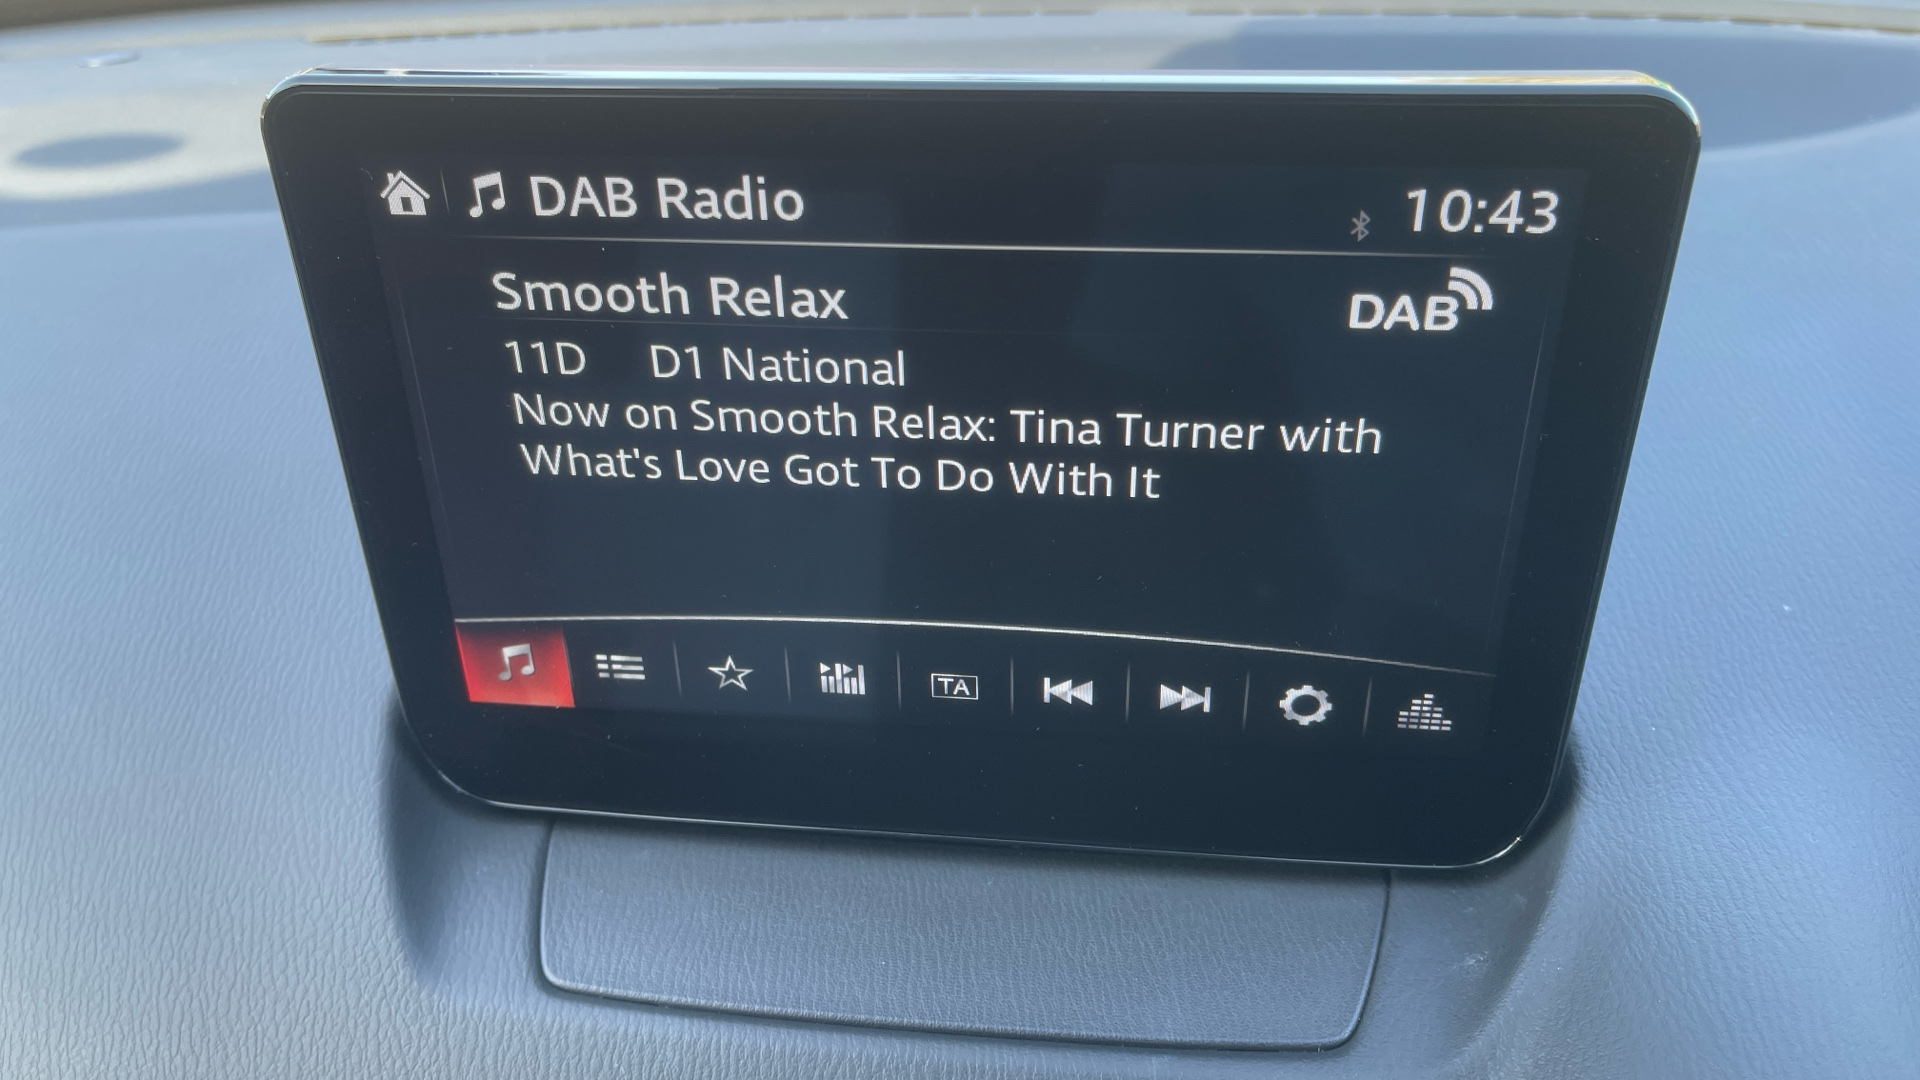 DAB Radio
10:43
Smooth Relax
DAB
11D D1 National
Now on Smooth Relax: Tina Turner with
What's Love Got To Do With It
TA